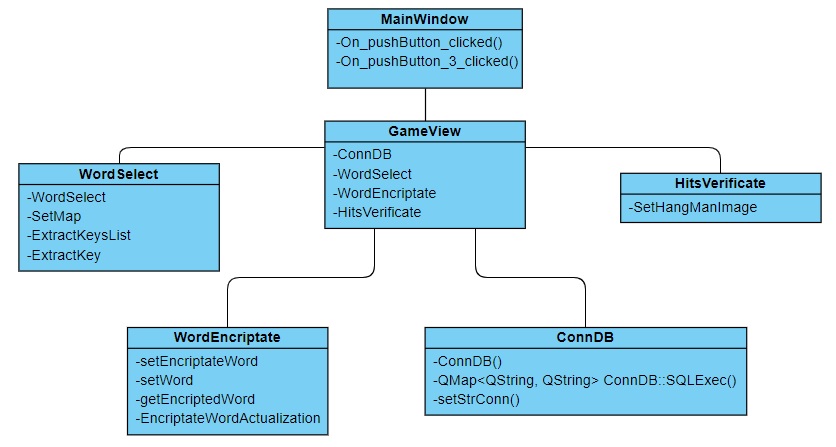 MainWindow
-On_pushButton_clicked()
-On_pushButton_3_clicked()
GameView
-ConnDB
-WordSelect
-WordEncriptate
-HitsVerificate
WordSelect
-WordSelect
-SetMap
-ExtractKeysList
-ExtractKey
HitsVerificate
-SetHangManImage
WordEncriptate
-setEncriptateWord
-setWord
-getEncriptedWord
-EncriptateWordActualization
ConnDB
-ConnDB()
-QMap<QString, QString> ConnDB::SQLExec()
-setStrConn()